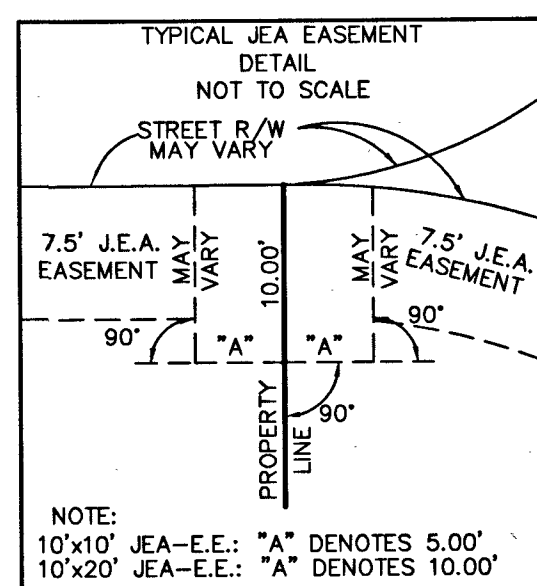 TYPICAL JEA EASEMENT
DETAIL
NOT TO SCALE
STREET R/W
MAY VARY
7.5' J.E.A.
EASEMENT
MAY
VARY
10.00'
MAY
VARY
7.5' J.E.A.
EASEMENT
90°
"A"
"A"
90°
90°
PROPERTY
LINE
NOTE:
10'x10' JEA-E.E.: "A" DENOTES 5.00'
10'x20' JEA-E.E.: "A" DENOTES 10.00'